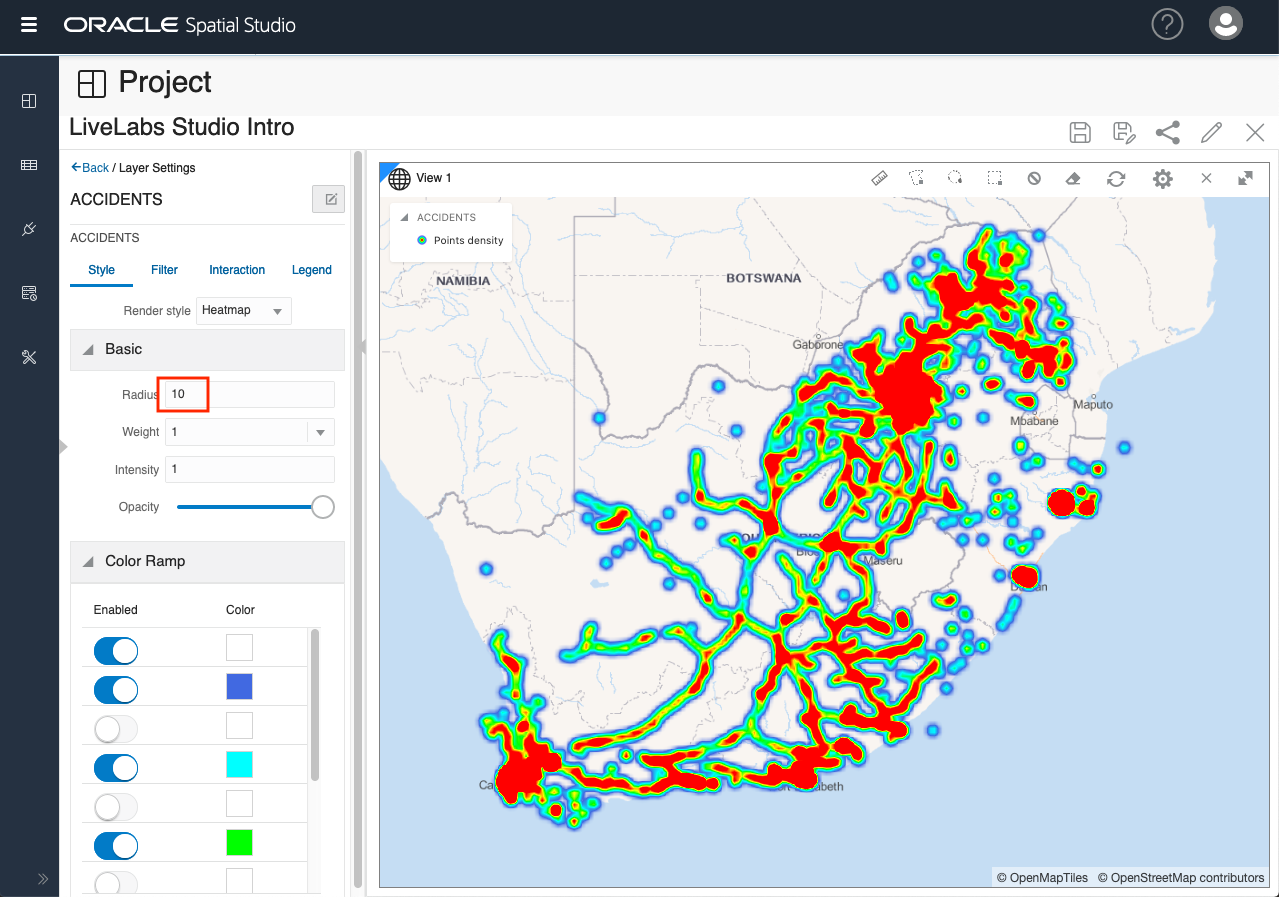 ORACLE Spatial Studio
?
Project
LiveLabs Studio Intro
Back / Layer Settings
ACCIDENTS
ACCIDENTS
Style Filter Interaction Legend
Render style Heatmap
Basic
Radius 10
Weight 1
Intensity 1
Opacity
Color Ramp
Enabled Color
View 1
ACCIDENTS
Points density
NAMIBIA
BOTSWANA
Gaborone
Maputo
Mbabane
Maseru
© OpenMapTiles © OpenStreetMap contributors